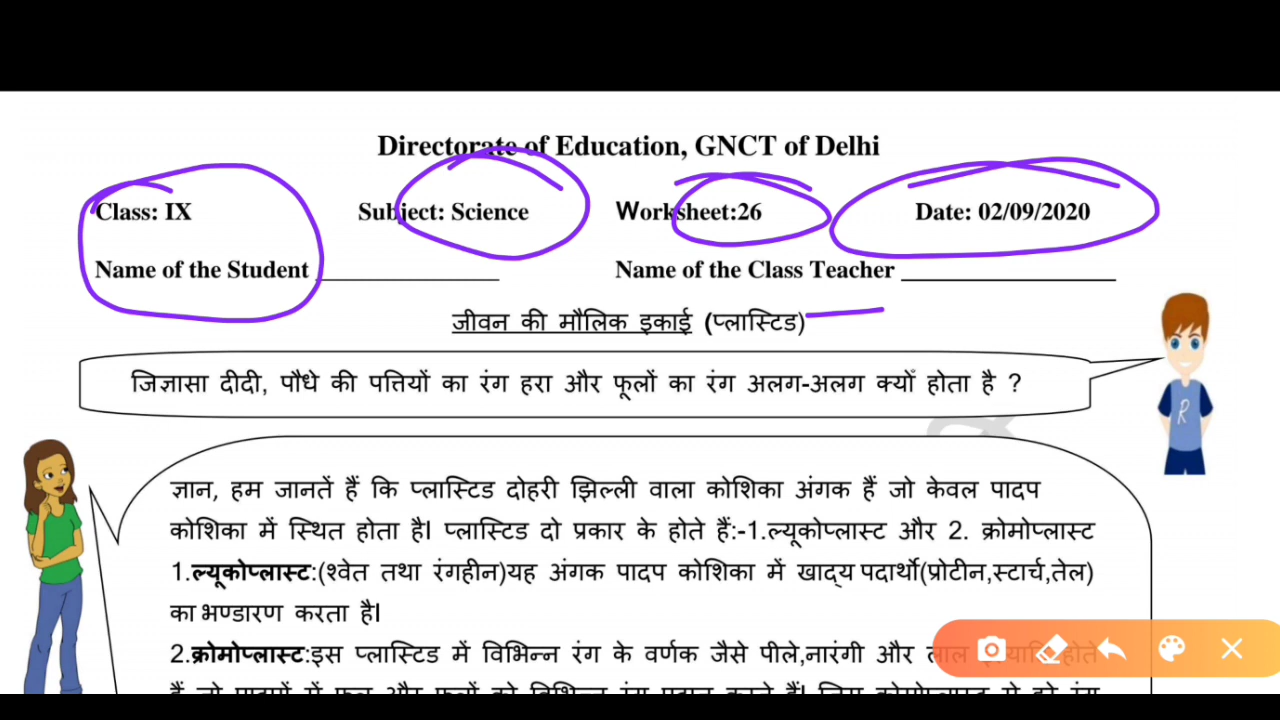 Directorate of Education, GNCT of Delhi
Class: IX Subject: Science Worksheet:26 Date: 02/09/2020
Name of the Student ________________ Name of the Class Teacher ________________
जीवन की मौलिक इकाई (प्लास्टिड)
जिज्ञासा दीदी, पौधे की पत्तियों का रंग हरा और फूलों का रंग अलग-अलग क्यों होता है ?
R
ज्ञान, हम जानतें हैं कि प्लास्टिड दोहरी झिल्ली वाला कोशिका अंगक हैं जो केवल पादप
कोशिका में स्थित होता है। प्लास्टिड दो प्रकार के होते हैं:-1.ल्यूकोप्लास्ट और 2. क्रोमोप्लास्ट
1.ल्यूकोप्लास्ट:(श्वेत तथा रंगहीन)यह अंगक पादप कोशिका में खाद्य पदार्थो(प्रोटीन,स्टार्च,तेल)
का भण्डारण करता है।
2.क्रोमोप्लास्ट:इस प्लास्टिड में विभिन्न रंग के वर्णक जैसे पीले,नारंगी और लाल इत्यादि होते